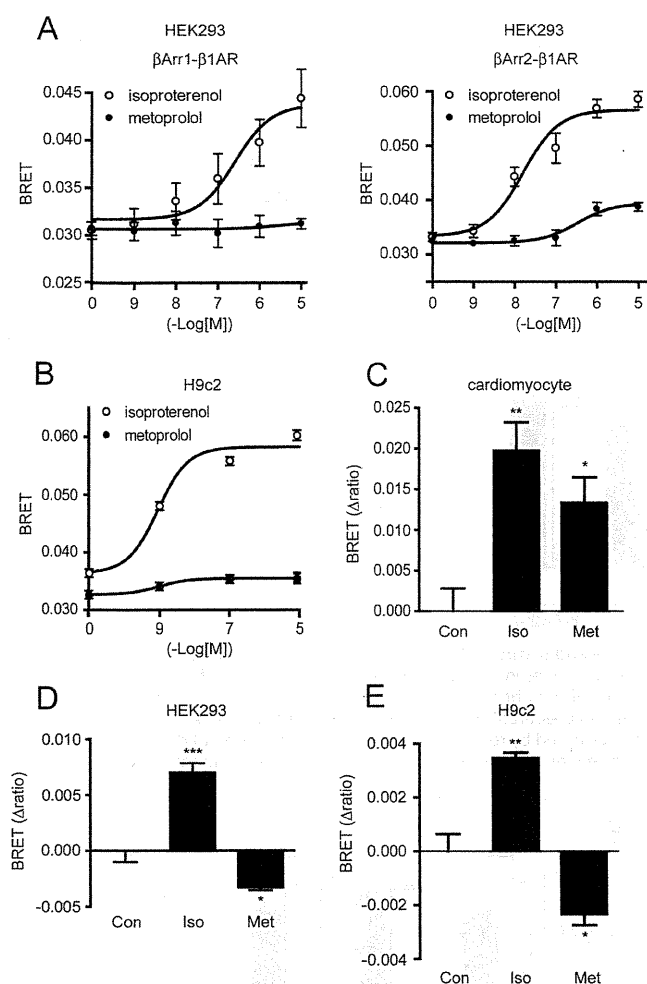 A
HEK293
βArr1-β1AR
0.045
0.040
0.035
0.030
0.025
BRET
isoproterenol
metoprolol
0 9 8 7 6 5
(-Log[M])
HEK293
βArr2-β1AR
0.060
0.050
0.040
0.030
BRET
isoproterenol
metoprolol
0 9 8 7 6 5
(-Log[M])
B
H9c2
0.060
0.050
0.040
0.030
BRET
isoproterenol
metoprolol
0 9 7 5
(-Log[M])
C
cardiomyocyte
0.025
0.020
0.015
0.010
0.005
0.000
BRET (Δratio)
**
*
Con Iso Met
D
HEK293
0.010
0.005
0.000
-0.005
BRET (Δratio)
***
*
Con Iso Met
E
H9c2
0.004
0.002
0.000
-0.002
-0.004
BRET (Δratio)
**
*
Con Iso Met